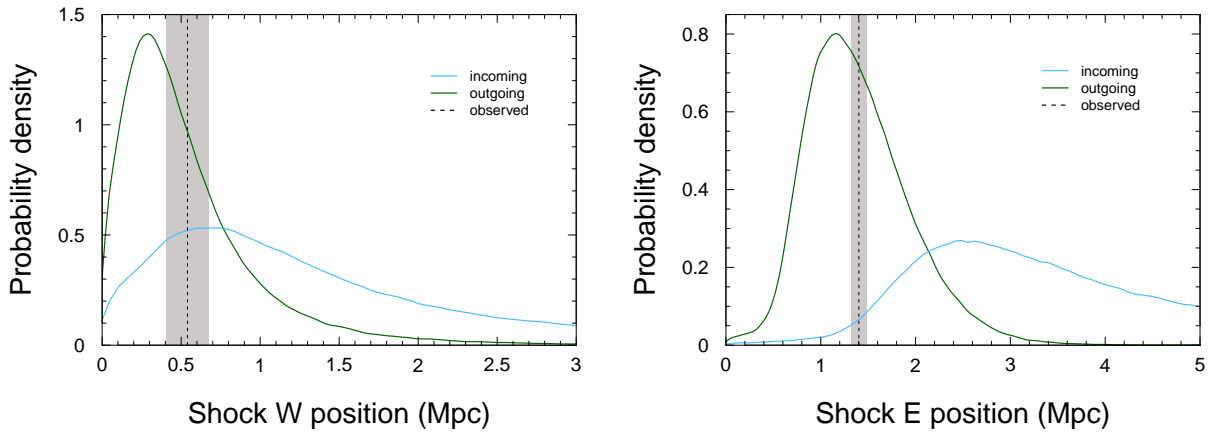 Probability density
1.5
1
0.5
0
0
0.5
1
1.5
2
2.5
3
incoming
outgoing
observed
Shock W position (Mpc)
Probability density
0.8
0.6
0.4
0.2
0
0
1
2
3
4
5
incoming
outgoing
observed
Shock E position (Mpc)